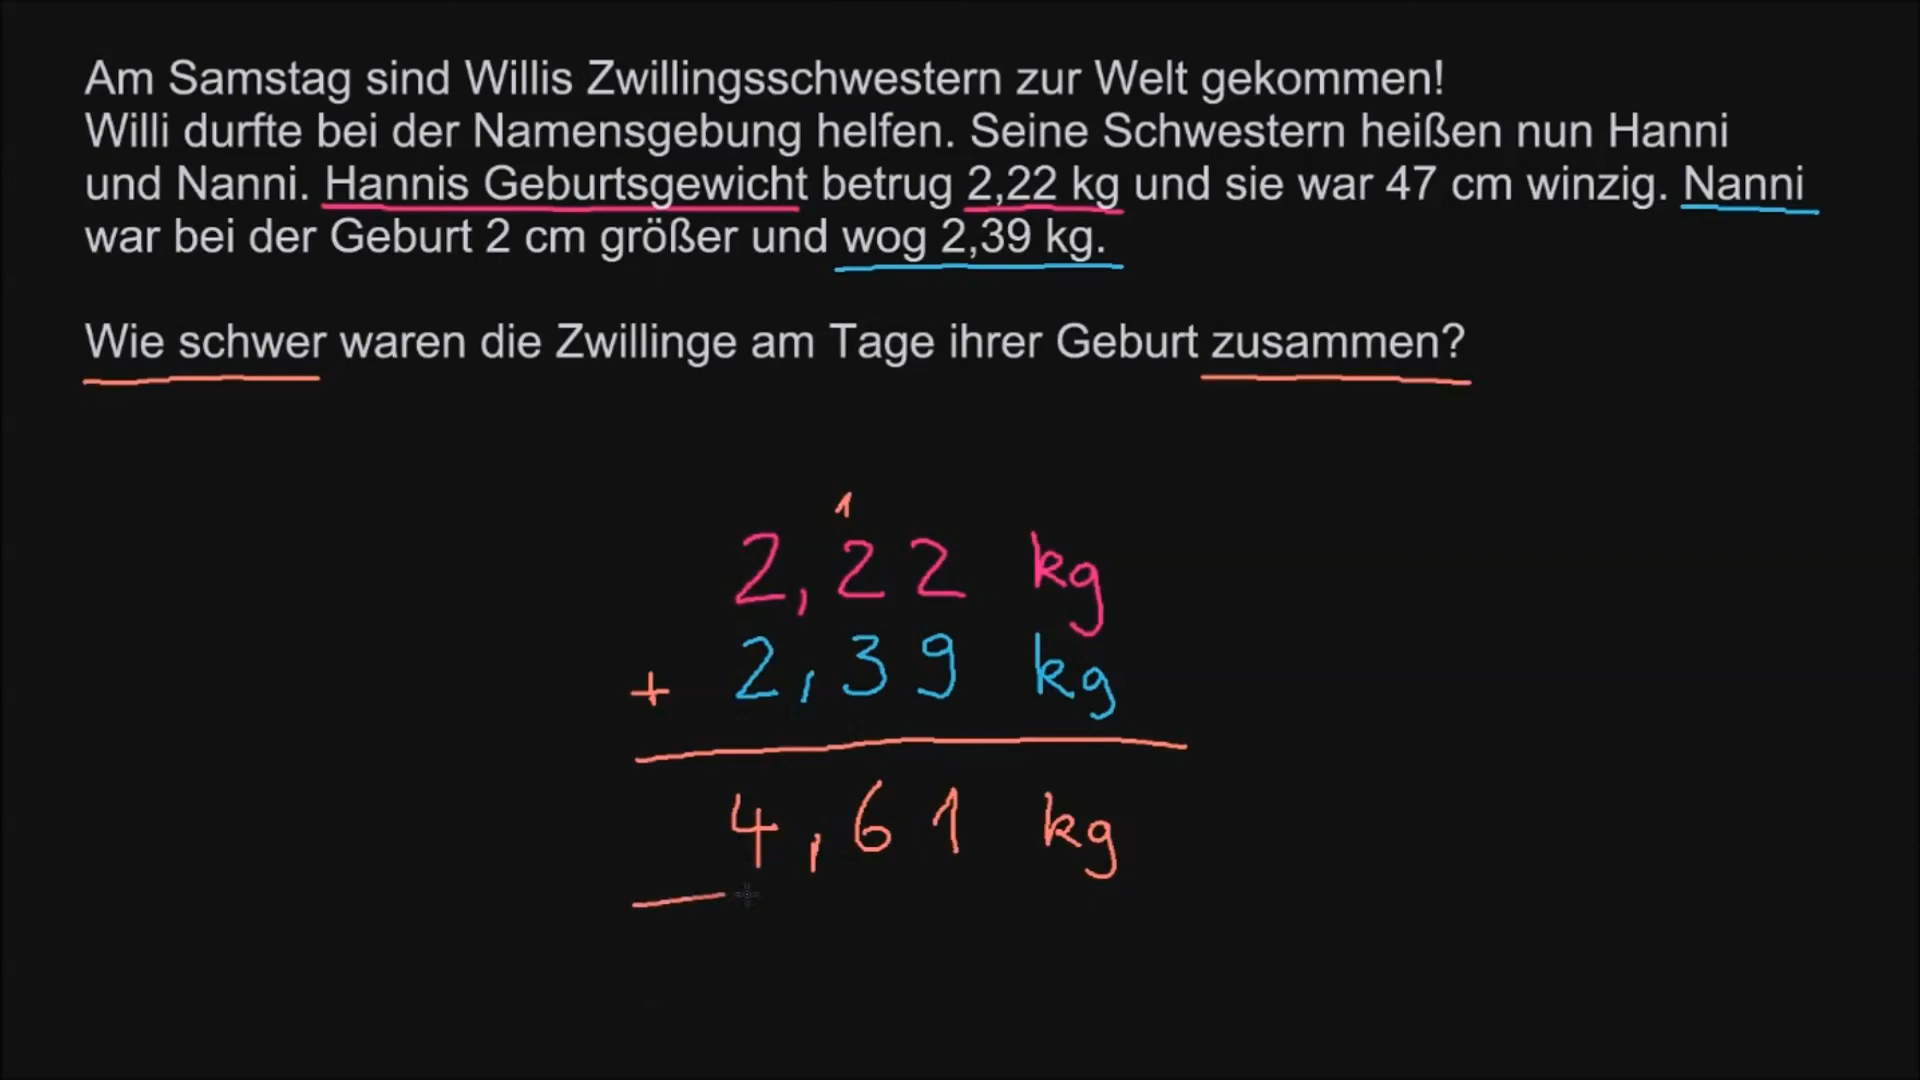 Am Samstag sind Willis Zwillingsschwestern zur Welt gekommen!
Willi durfte bei der Namensgebung helfen. Seine Schwestern heißen nun Hanni
und Nanni. Hannis Geburtsgewicht betrug 2,22 kg und sie war 47 cm winzig. Nanni
war bei der Geburt 2 cm größer und wog 2,39 kg.
Wie schwer waren die Zwillinge am Tage ihrer Geburt zusammen?
1
2,22 kg
+ 2,39 kg
4,61 kg